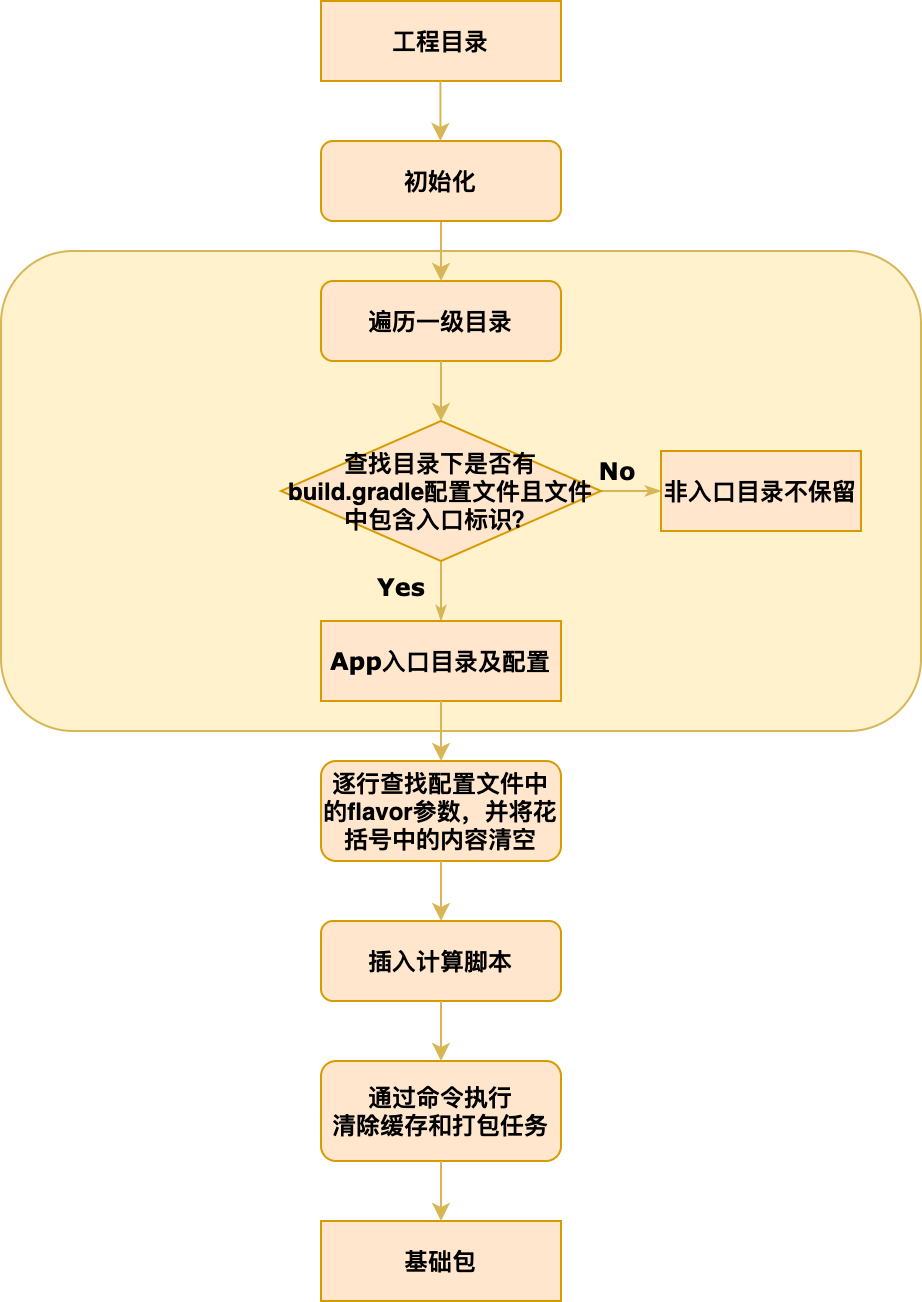 工程目录
初始化
遍历一级目录
查找目录下是否有
build.gradle配置文件且文件
中包含入口标识？
No
非入口目录不保留
Yes
App入口目录及配置
逐行查找配置文件中
的flavor参数，并将花
括号中的内容清空
插入计算脚本
通过命令执行
清除缓存和打包任务
基础包